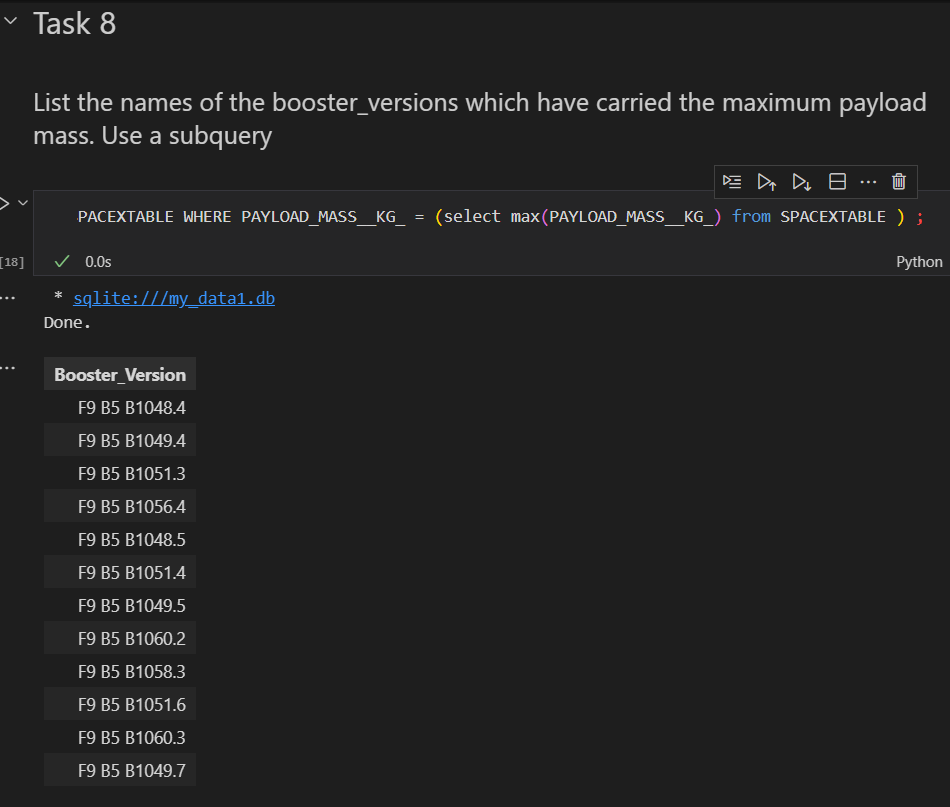 Task 8
List the names of the booster_versions which have carried the maximum payload
mass. Use a subquery
PACEXTABLE WHERE PAYLOAD_MASS__KG_ = (select max(PAYLOAD_MASS__KG_) from SPACEXTABLE ) ;
[18]
0.0s
Python
* sqlite:///my_data1.db
Done.
Booster_Version
F9 B5 B1048.4
F9 B5 B1049.4
F9 B5 B1051.3
F9 B5 B1056.4
F9 B5 B1048.5
F9 B5 B1051.4
F9 B5 B1049.5
F9 B5 B1060.2
F9 B5 B1058.3
F9 B5 B1051.6
F9 B5 B1060.3
F9 B5 B1049.7